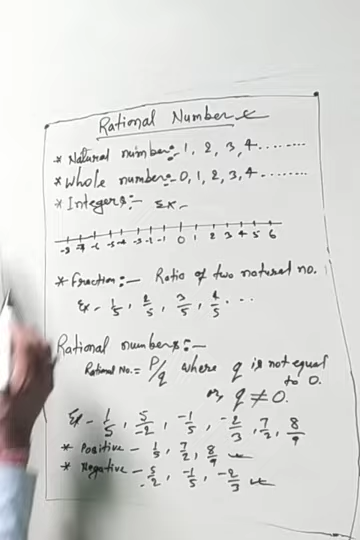 Rational Number
* Natural number:- 1, 2, 3, 4 ........
* Whole number:- 0, 1, 2, 3, 4 ........
* Integers:- Ex-
0 1 2 3 4 5 6
* Fraction:- Ratio of two natural no.
Ex - 1/5, 2/5, 3/5, 4/5 ...
Rational numbers:-
Rational No. = P/q where q is not equal
to 0.
or, q ≠ 0.
Ex - 1/5, 5/-2, -1/5, -2/3, 7/2, 8/9
* Positive - 1/5, 7/2, 8/9
* Negative - 5/-2, -1/5, -2/3